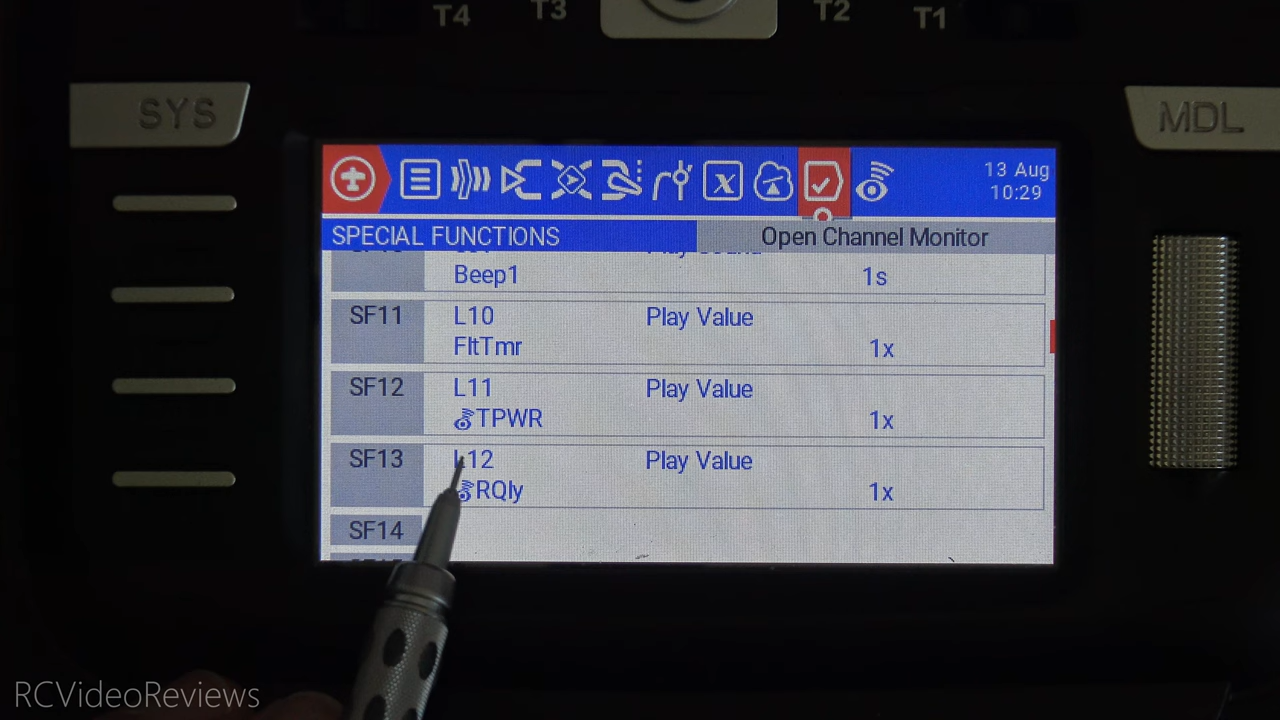 T4 T3 T2 T1
SYS
MDL
13 Aug
10:29
SPECIAL FUNCTIONS
Open Channel Monitor
Beep1 1s
SF11 L10 Play Value
FltTmr 1x
SF12 L11 Play Value
TPWR 1x
SF13 L12 Play Value
RQly 1x
SF14
RCVideoReviews